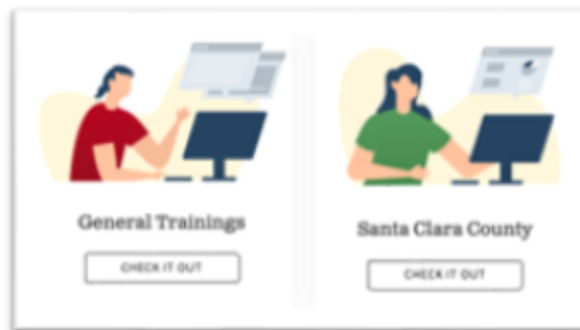 General Trainings
CHECK IT OUT
Santa Clara County
CHECK IT OUT